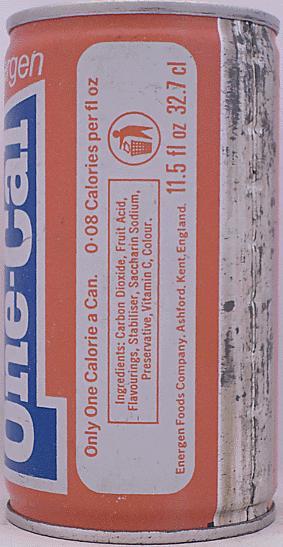 rgen
One-Cal
Only One Calorie a Can. 0·08 Calories per fl oz
Ingredients: Carbon Dioxide, Fruit Acid,
Flavourings, Stabiliser, Saccharin Sodium,
Preservative, Vitamin C, Colour.
Energen Foods Company. Ashford. Kent, England. 11.5 fl oz 32.7 cl